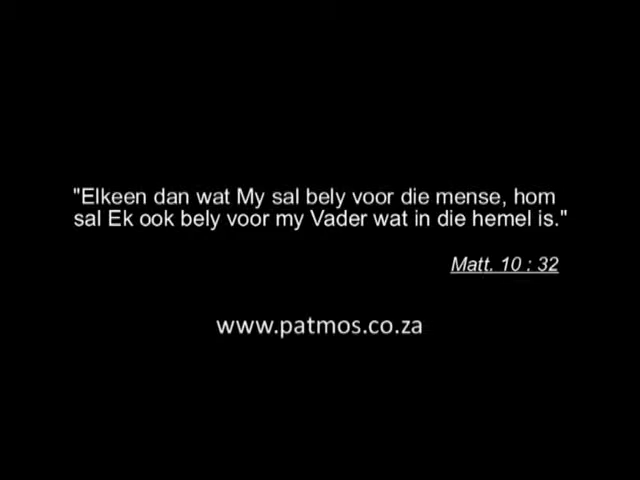 "Elkeen dan wat My sal bely voor die mense, hom
sal Ek ook bely voor my Vader wat in die hemel is."
Matt. 10 : 32
www.patmos.co.za